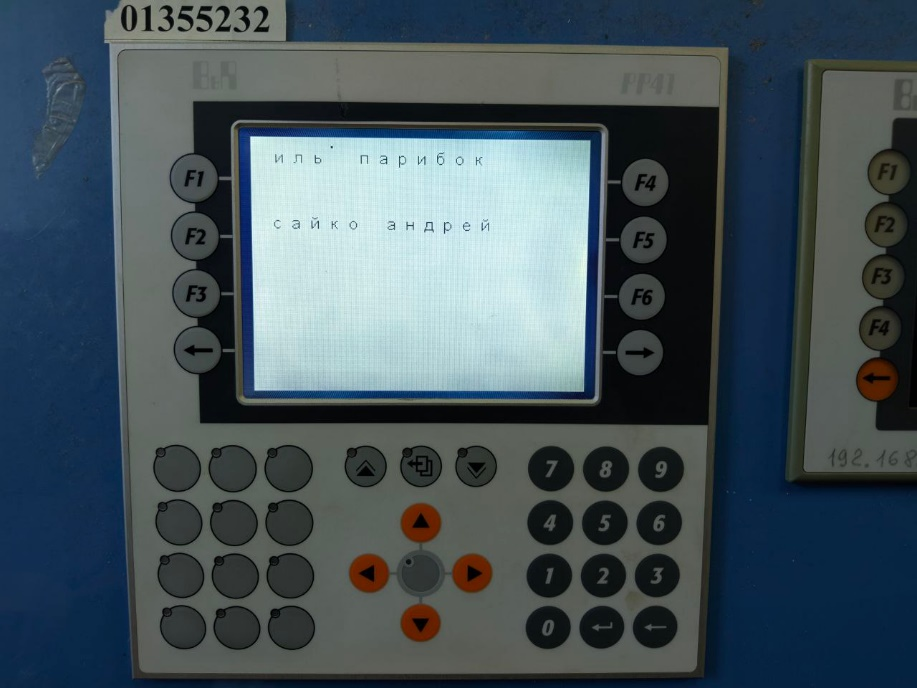 01355232
B&R
PP41
иль парибок
сайко андрей
F1
F2
F3
F4
F5
F6
7 8 9
4 5 6
1 2 3
0
F1
F2
F3
F4
192.168